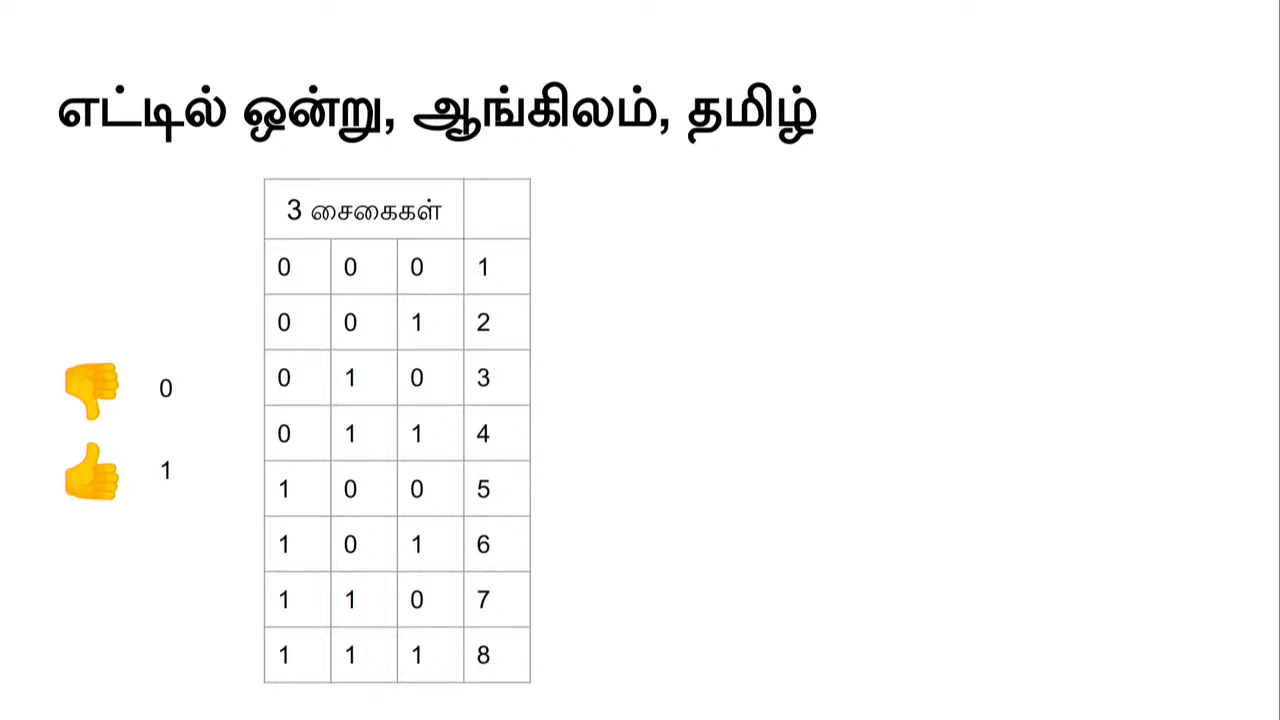 எட்டில் ஒன்று, ஆங்கிலம், தமிழ்
3 சைகைகள்
0 0 0 1
0 0 1 2
0 1 0 3
0 1 1 4
1 0 0 5
1 0 1 6
1 1 0 7
1 1 1 8
0
1